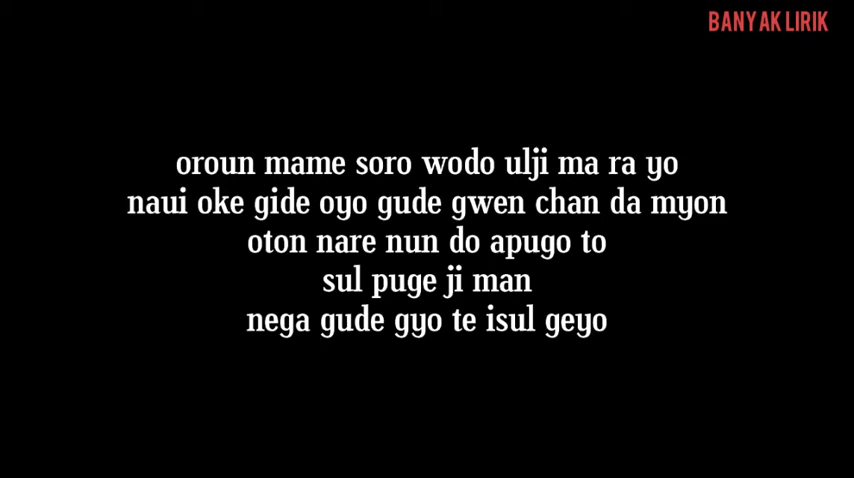 BANYAK LIRIK
oroun mame soro wodo ulji ma ra yo
naui oke gide oyo gude gwen chan da myon
oton nare nun do apugo to
sul puge ji man
nega gude gyo te isul geyo